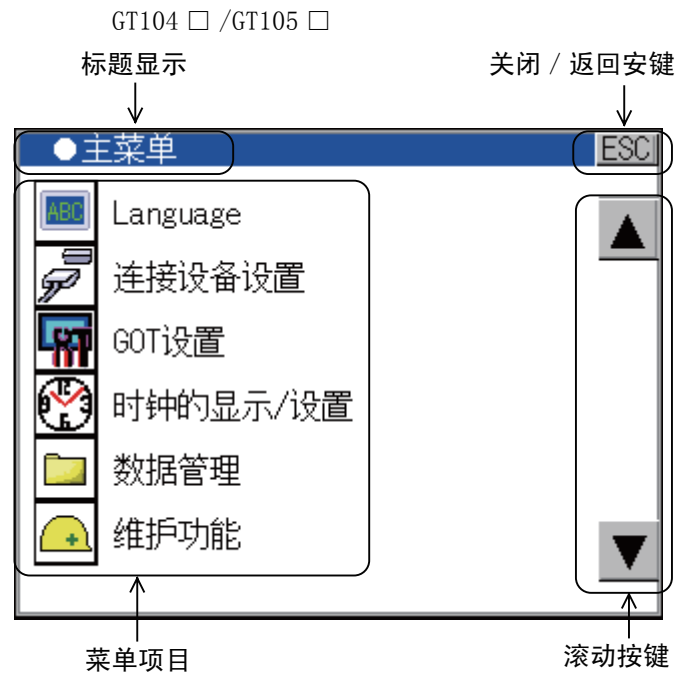 GT104 □ /GT105 □
标题显示
关闭 / 返回安键
●主菜单
ESC
ABC
Language
连接设备设置
GOT设置
时钟的显示/设置
数据管理
维护功能
菜单项目
滚动按键